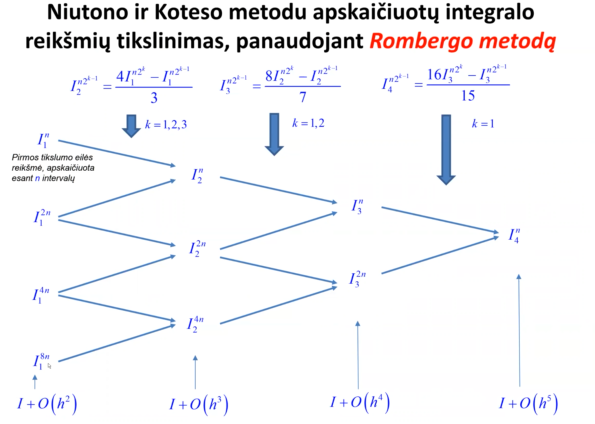 Niutono ir Koteso metodu apskaičiuotų integralo
reikšmių tikslinimas, panaudojant Rombergo metodą
I_2^{n2^{k-1}} = \frac{4I_1^{n2^k} - I_1^{n2^{k-1}}}{3}
I_3^{n2^{k-1}} = \frac{8I_2^{n2^k} - I_2^{n2^{k-1}}}{7}
I_4^{n2^{k-1}} = \frac{16I_3^{n2^k} - I_3^{n2^{k-1}}}{15}
k = 1,2,3
k = 1,2
k = 1
I_1^n
Pirmos tikslumo eilės
reikšmė, apskaičiuota
esant n intervalų
I_2^n
I_3^n
I_1^{2n}
I_4^n
I_2^{2n}
I_3^{2n}
I_1^{4n}
I_2^{4n}
I_1^{8n}
I + O(h^2)
I + O(h^3)
I + O(h^4)
I + O(h^5)